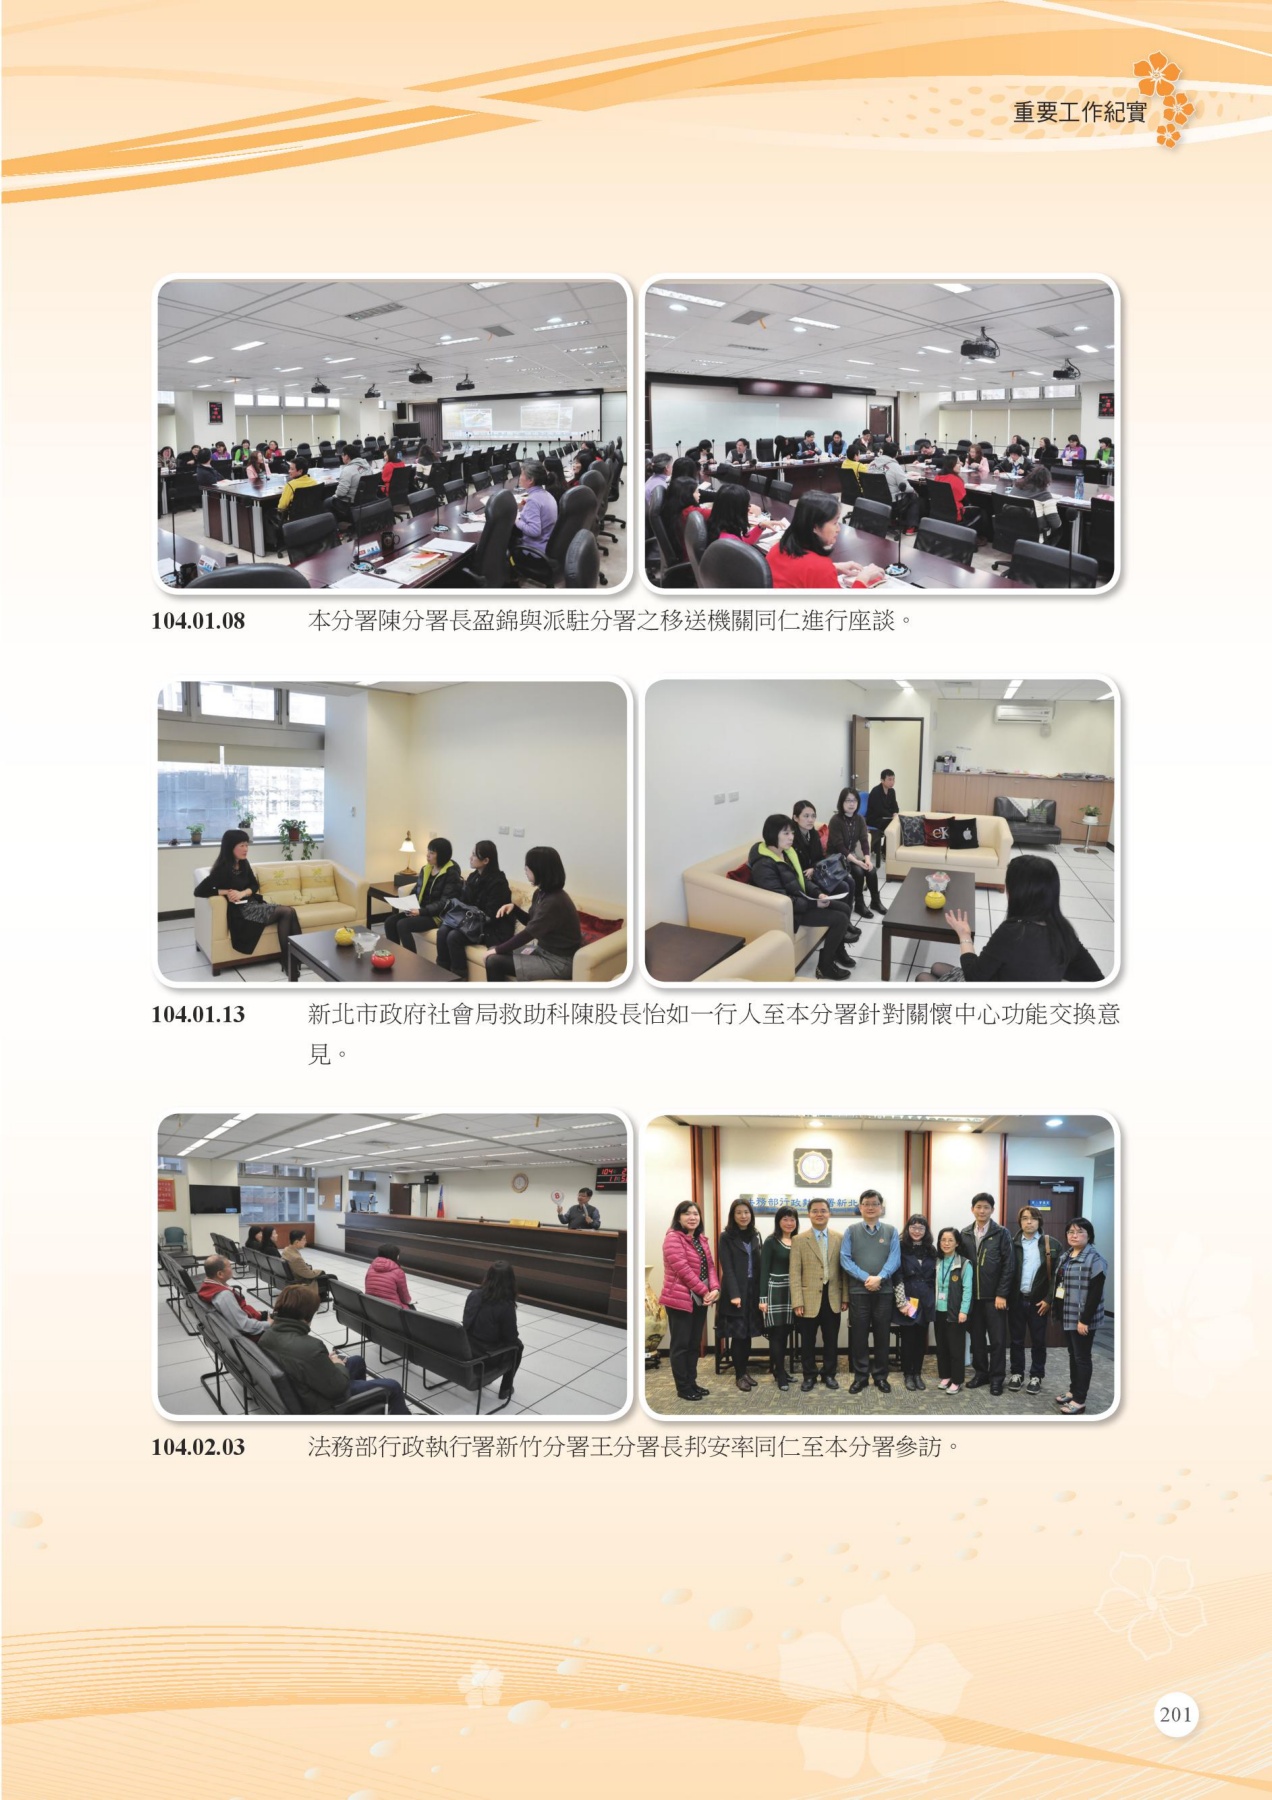 重要工作紀實
104.01.08 本分署陳分署長盈錦與派駐分署之移送機關同仁進行座談。
104.01.13 新北市政府社會局救助科陳股長怡如一行人至本分署針對關懷中心功能交換意
見。
104.02.03 法務部行政執行署新竹分署王分署長邦安率同仁至本分署參訪。
201